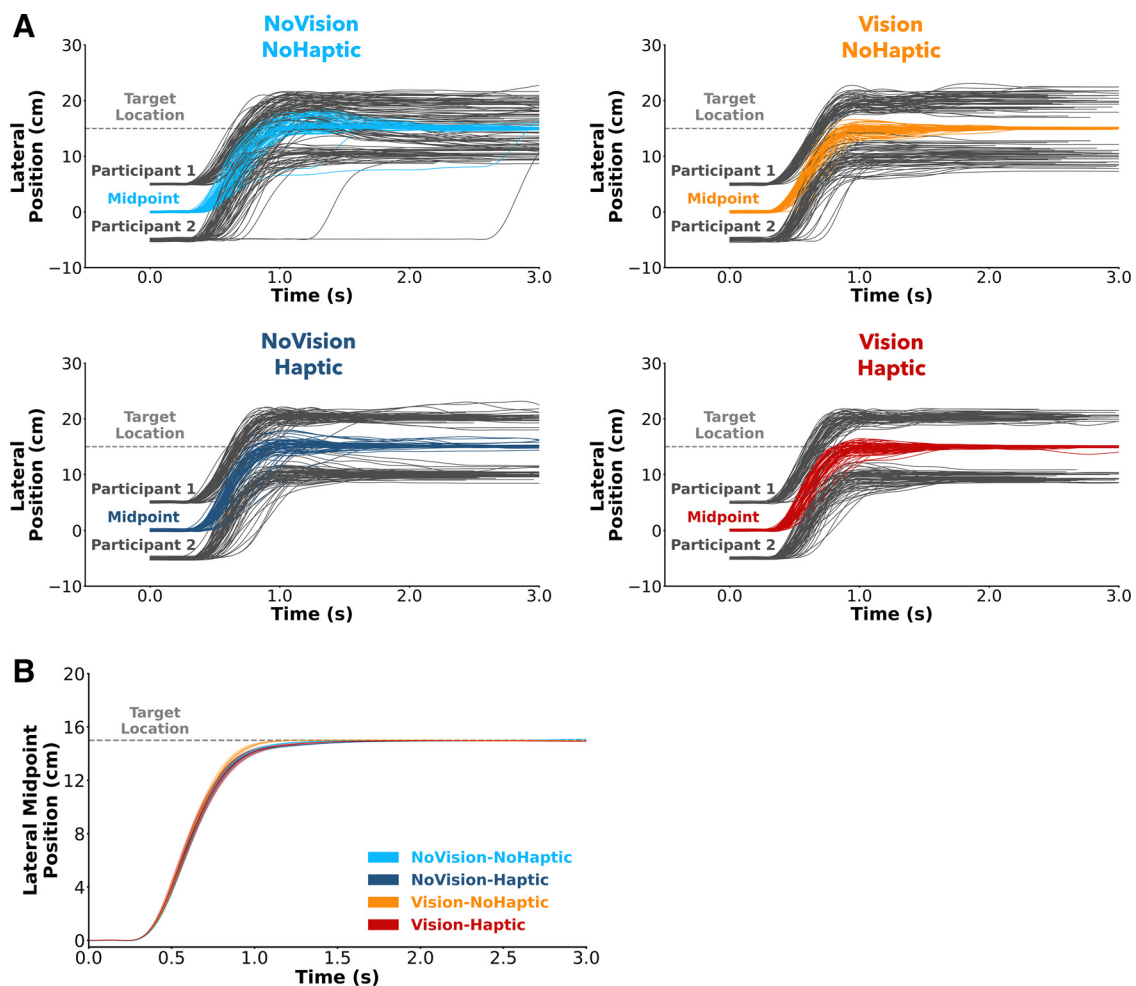 A
NoVision
NoHaptic
Lateral
Position (cm)
30
20
10
0
−10
Target
Location
Participant 1
Midpoint
Participant 2
0.0
1.0
2.0
3.0
Time (s)
Vision
NoHaptic
Lateral
Position (cm)
30
20
10
0
−10
Target
Location
Participant 1
Midpoint
Participant 2
0.0
1.0
2.0
3.0
Time (s)
NoVision
Haptic
Lateral
Position (cm)
30
20
10
0
−10
Target
Location
Participant 1
Midpoint
Participant 2
0.0
1.0
2.0
3.0
Time (s)
Vision
Haptic
Lateral
Position (cm)
30
20
10
0
−10
Target
Location
Participant 1
Midpoint
Participant 2
0.0
1.0
2.0
3.0
Time (s)
B
Lateral Midpoint
Position (cm)
20
16
12
8
4
0
Target
Location
NoVision-NoHaptic
NoVision-Haptic
Vision-NoHaptic
Vision-Haptic
0.0
0.5
1.0
1.5
2.0
2.5
3.0
Time (s)